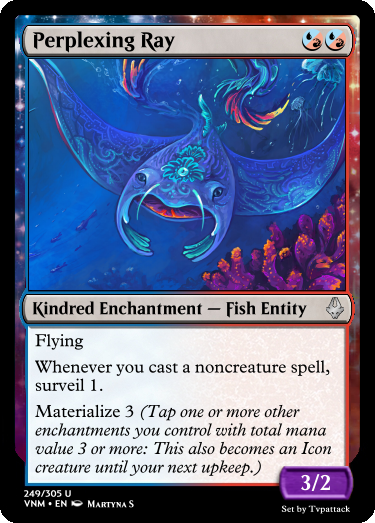 Perplexing Ray
Kindred Enchantment — Fish Entity
Flying
Whenever you cast a noncreature spell,
surveil 1.
Materialize 3 (Tap one or more other
enchantments you control with total mana
value 3 or more: This also becomes an Icon
creature until your next upkeep.)
3/2
249/305 U
VNM • EN Martyna S
Set by Tvpattack